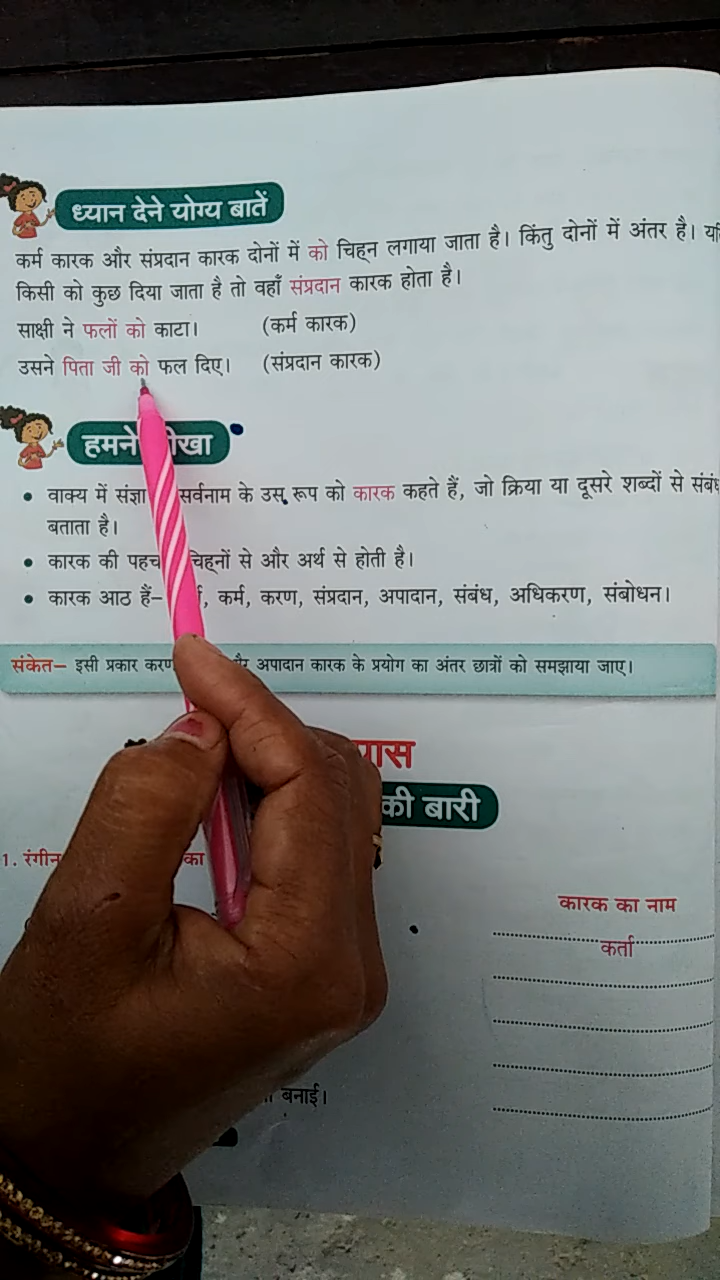 ध्यान देने योग्य बातें
कर्म कारक और संप्रदान कारक दोनों में को चिह्न लगाया जाता है। किंतु दोनों में अंतर है।
किसी को कुछ दिया जाता है तो वहाँ संप्रदान कारक होता है।
साक्षी ने फलों को काटा। (कर्म कारक)
उसने पिता जी को फल दिए। (संप्रदान कारक)
हमने
• वाक्य में संज्ञा सर्वनाम के उस रूप को कारक कहते हैं, जो क्रिया या दूसरे शब्दों से
बताता है।
• कारक की चिह्नों से और अर्थ से होती है।
• कारक आठ हैं– कर्म, करण, संप्रदान, अपादान, संबंध, अधिकरण, संबोधन।
संकेत– इसी प्रकार अपादान कारक के प्रयोग का अंतर छात्रों को समझाया जाए।
की बारी
1. का
कारक का नाम
कर्ता
बनाई।